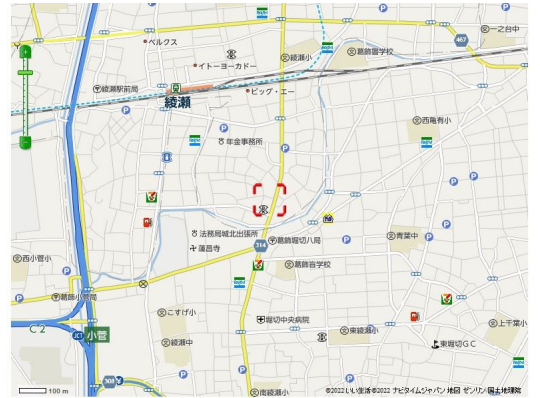 一之台中
ベルクス
467
綾瀬小
葛飾聾学校
イトーヨーカドー
綾瀬駅前局
ビッグ・エー
綾瀬
西亀有小
年金事務所
法務局城北出張所
葛飾堀切八局
青葉中
蓮昌寺
314
西小菅小
葛飾盲学校
葛飾小菅局
こすげ小
堀切中央病院
上千葉小
C2
小菅
東綾瀬小
綾瀬中
東堀切GC
308
南綾瀬小
100 m
©2022 いい生活 ©2022 ナビタイムジャパン 地図 ゼンリン 国土地理院